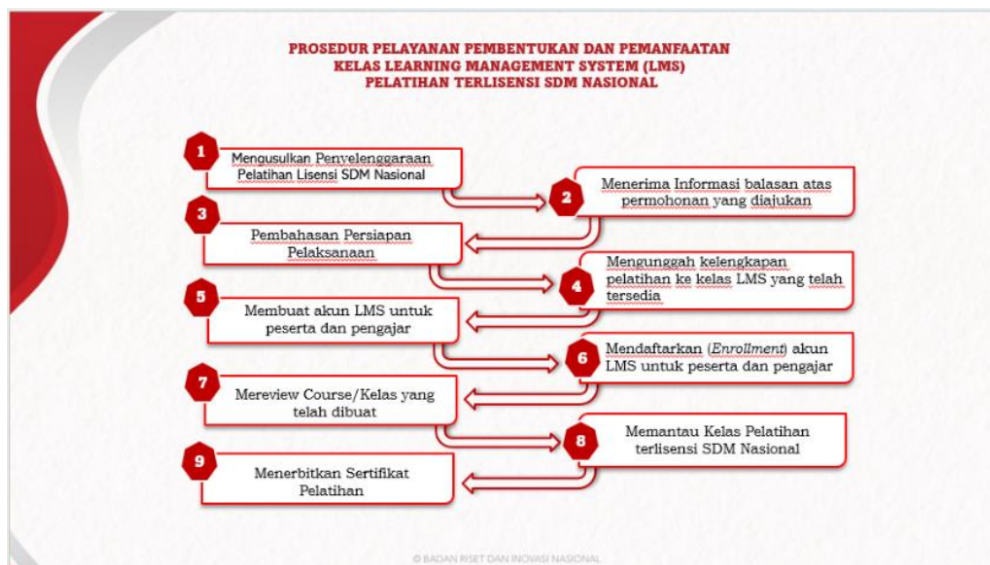 PROSEDUR PELAYANAN PEMBENTUKAN DAN PEMANFAATAN
KELAS LEARNING MANAGEMENT SYSTEM (LMS)
PELATIHAN TERLISENSI SDM NASIONAL
1
Mengusulkan Penyelenggaraan
Pelatihan Lisensi SDM Nasional
2
Menerima Informasi balasan atas
permohonan yang diajukan
3
Pembahasan Persiapan
Pelaksanaan
4
Mengunggah kelengkapan
pelatihan ke kelas LMS yang telah
tersedia
5
Membuat akun LMS untuk
peserta dan pengajar
6
Mendaftarkan (Enrollment) akun
LMS untuk peserta dan pengajar
7
Mereview Course/Kelas yang
telah dibuat
8
Memantau Kelas Pelatihan
terlisensi SDM Nasional
9
Menerbitkan Sertifikat
Pelatihan
© BADAN RISET DAN INOVASI NASIONAL